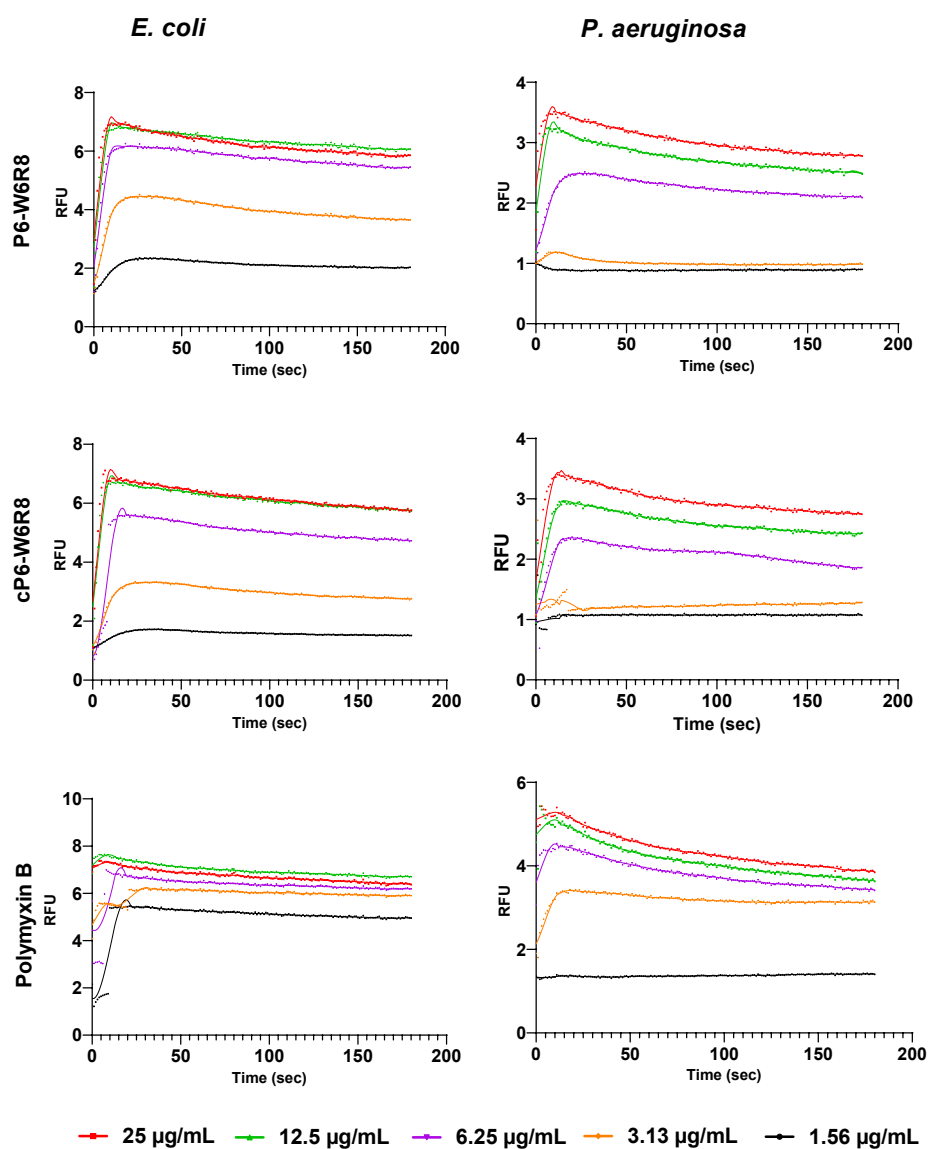 E. coli
P. aeruginosa
P6-W6R8
8
6
4
2
0
RFU
0
50
100
150
200
Time (sec)
4
3
2
1
0
RFU
0
50
100
150
200
Time (sec)
cP6-W6R8
8
6
4
2
0
RFU
0
50
100
150
200
Time (sec)
4
3
2
1
0
RFU
0
50
100
150
200
Time (sec)
Polymyxin B
10
8
6
4
2
0
RFU
0
50
100
150
200
Time (sec)
6
4
2
0
RFU
0
50
100
150
200
Time (sec)
25 µg/mL
12.5 µg/mL
6.25 µg/mL
3.13 µg/mL
1.56 µg/mL